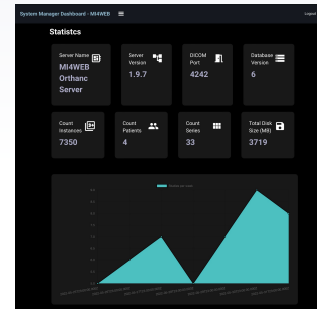 System Manager Dashboard - MI4WEB
Logout
Statistcs
Server Name
MI4WEB
Orthanc
Server
Server
Version
1.9.7
DICOM
Port
4242
Database
Version
6
Count
Instances
7350
Count
Patients
4
Count
Series
33
Total Disk
Size (MB)
3719